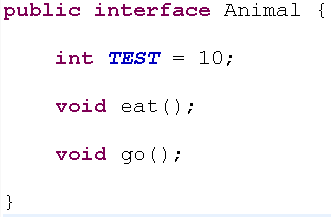 public interface Animal {
int TEST = 10;
void eat();
void go();
}